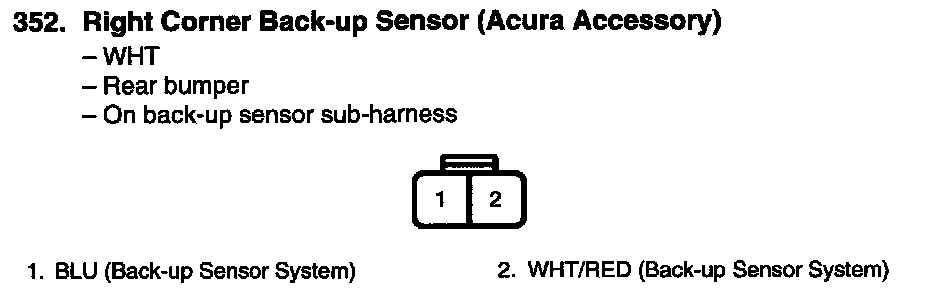 352. Right Corner Back-up Sensor (Acura Accessory)
– WHT
– Rear bumper
– On back-up sensor sub-harness
1 2
1. BLU (Back-up Sensor System) 2. WHT/RED (Back-up Sensor System)